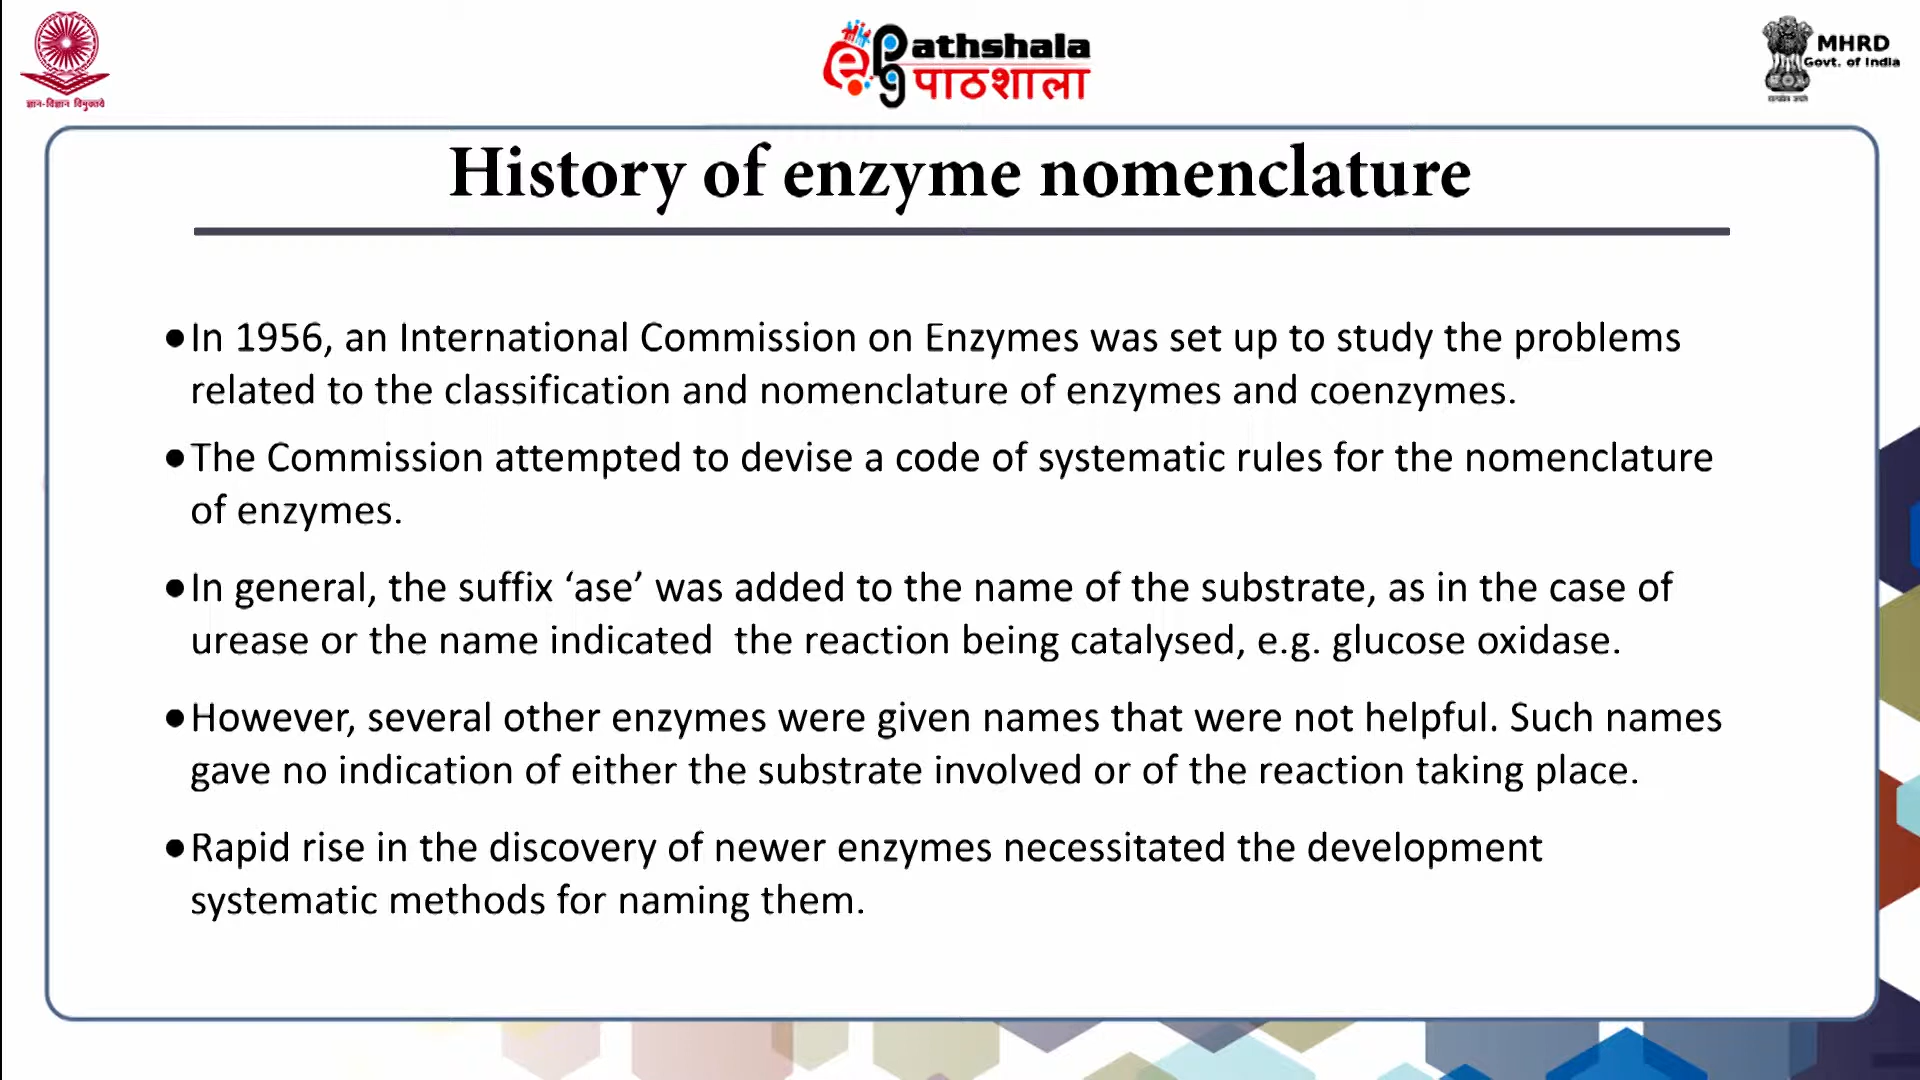 ज्ञान-विज्ञान विमुक्तये
e
Pathshala
पाठशाला
MHRD
Govt. of India
History of enzyme nomenclature
●In 1956, an International Commission on Enzymes was set up to study the problems
related to the classification and nomenclature of enzymes and coenzymes.
●The Commission attempted to devise a code of systematic rules for the nomenclature
of enzymes.
●In general, the suffix ‘ase’ was added to the name of the substrate, as in the case of
urease or the name indicated  the reaction being catalysed, e.g. glucose oxidase.
●However, several other enzymes were given names that were not helpful. Such names
gave no indication of either the substrate involved or of the reaction taking place.
●Rapid rise in the discovery of newer enzymes necessitated the development
systematic methods for naming them.